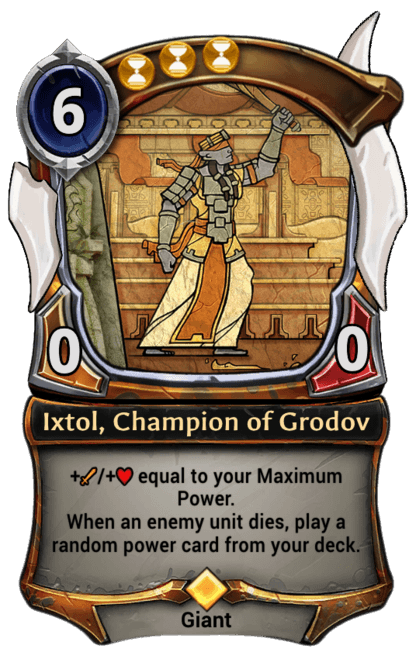 6
0
0
Ixtol, Champion of Grodov
+/+ equal to your Maximum
Power.
When an enemy unit dies, play a
random power card from your deck.
Giant